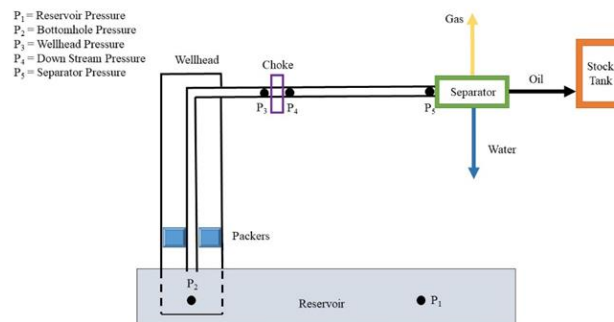 P₁ = Reservoir Pressure
P₂ = Bottomhole Pressure
P₃ = Wellhead Pressure
P₄ = Down Stream Pressure
P₅ = Separator Pressure
Wellhead
Choke
Gas
P₃
P₄
P₅
Separator
Oil
Stock
Tank
Water
Packers
P₂
Reservoir
P₁